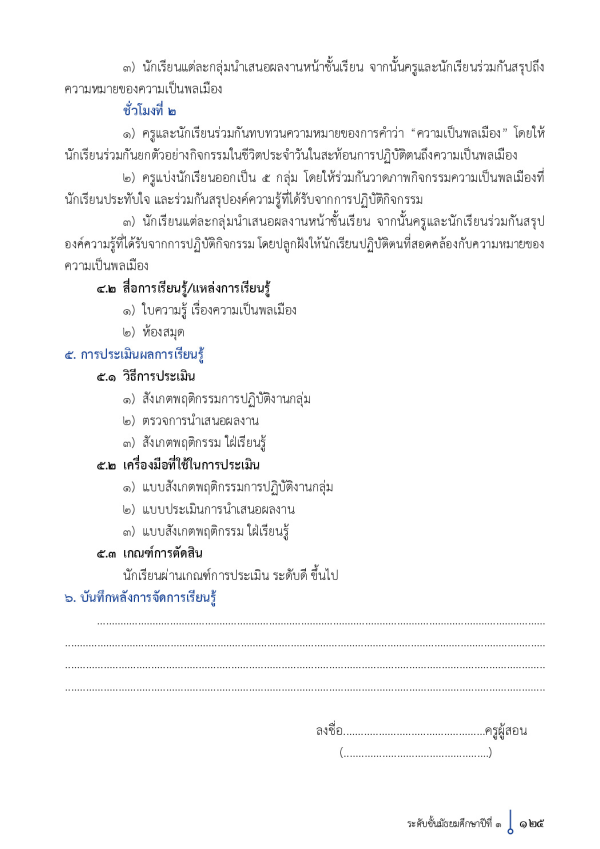 ๓) นักเรียนแต่ละกลุ่มนำเสนอผลงานหน้าชั้นเรียน จากนั้นครูและนักเรียนร่วมกันสรุปถึง
ความหมายของความเป็นพลเมือง
ชั่วโมงที่ ๒
๑) ครูและนักเรียนร่วมกันทบทวนความหมายของการคำว่า “ความเป็นพลเมือง” โดยให้
นักเรียนร่วมกันยกตัวอย่างกิจกรรมในชีวิตประจำวันในสะท้อนการปฏิบัติตนถึงความเป็นพลเมือง
๒) ครูแบ่งนักเรียนออกเป็น ๕ กลุ่ม โดยให้ร่วมกันวาดภาพกิจกรรมความเป็นพลเมืองที่
นักเรียนประทับใจ และร่วมกันสรุปองค์ความรู้ที่ได้รับจากการปฏิบัติกิจกรรม
๓) นักเรียนแต่ละกลุ่มนำเสนอผลงานหน้าชั้นเรียน จากนั้นครูและนักเรียนร่วมกันสรุป
องค์ความรู้ที่ได้รับจากการปฏิบัติกิจกรรม โดยปลูกฝังให้นักเรียนปฏิบัติตนที่สอดคล้องกับความหมายของ
ความเป็นพลเมือง
๔.๒ สื่อการเรียนรู้/แหล่งการเรียนรู้
๑) ใบความรู้ เรื่องความเป็นพลเมือง
๒) ห้องสมุด
๕. การประเมินผลการเรียนรู้
๕.๑ วิธีการประเมิน
๑) สังเกตพฤติกรรมการปฏิบัติงานกลุ่ม
๒) ตรวจการนำเสนอผลงาน
๓) สังเกตพฤติกรรม ใฝ่เรียนรู้
๕.๒ เครื่องมือที่ใช้ในการประเมิน
๑) แบบสังเกตพฤติกรรมการปฏิบัติงานกลุ่ม
๒) แบบประเมินการนำเสนอผลงาน
๓) แบบสังเกตพฤติกรรม ใฝ่เรียนรู้
๕.๓ เกณฑ์การตัดสิน
นักเรียนผ่านเกณฑ์การประเมิน ระดับดี ขึ้นไป
๖. บันทึกหลังการจัดการเรียนรู้
ลงชื่อ................................................ครูผู้สอน
(.................................................)
ระดับชั้นมัธยมศึกษาปีที่ ๑ ๑๒๕